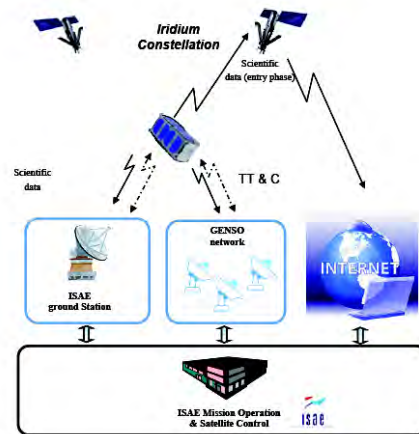 Iridium
Constellation
Scientific
data (entry phase)
Scientific
data
TT & C
ISAE
ground Station
GENSO
network
INTERNET
ISAE Mission Operation
& Satellite Control
isae